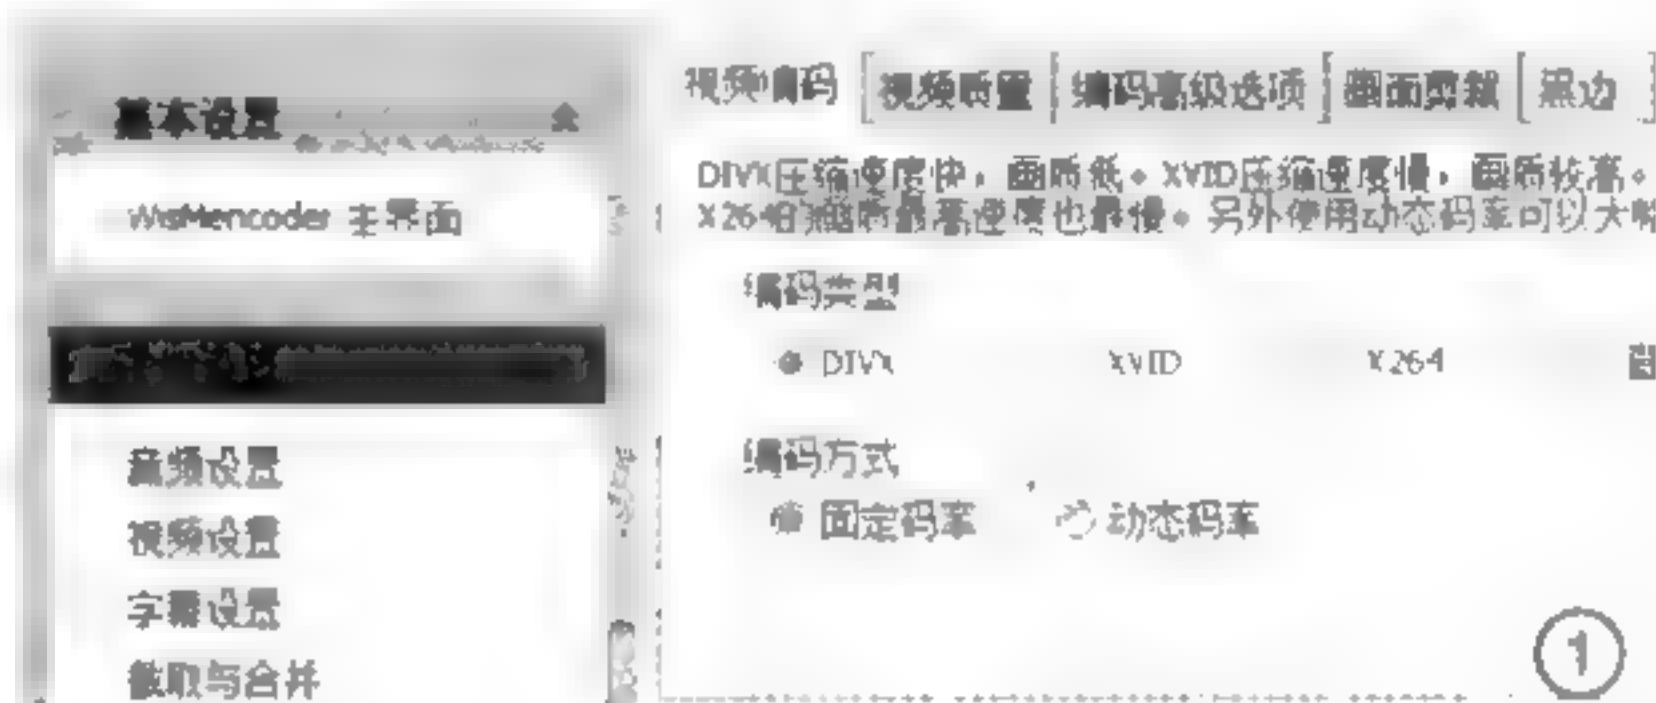 基本设置
WisMencoder 主界面
音频设置
视频设置
字幕设置
截取与合并
视频编码 视频质量 编码高级选项 画面剪裁 黑边
DIVX压缩速度快，画质低。XVID压缩速度慢，画质较高。
X264的 画质最高速度也最慢。另外使用动态码率可以大幅
编码类型
DIVX XVID X264
编码方式
固定码率 动态码率
1